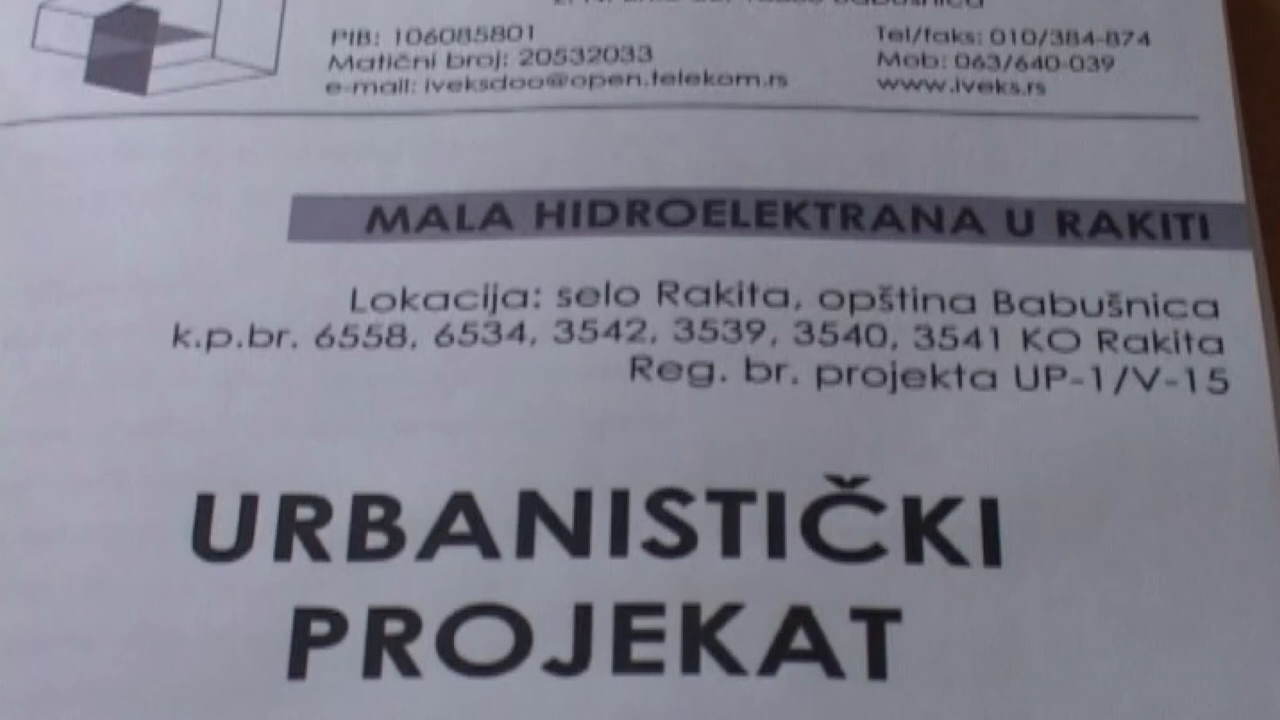 PIB: 106085801
Matični broj: 20532033
e-mail: iveksdoo@open.telekom.rs
Tel/faks: 010/384-874
Mob: 063/640-039
www.iveks.rs
MALA HIDROELEKTRANA U RAKITI
Lokacija: selo Rakita, opština Babušnica
k.p.br. 6558, 6534, 3542, 3539, 3540, 3541 KO Rakita
Reg. br. projekta UP-1/V-15
URBANISTIČKI
PROJEKAT